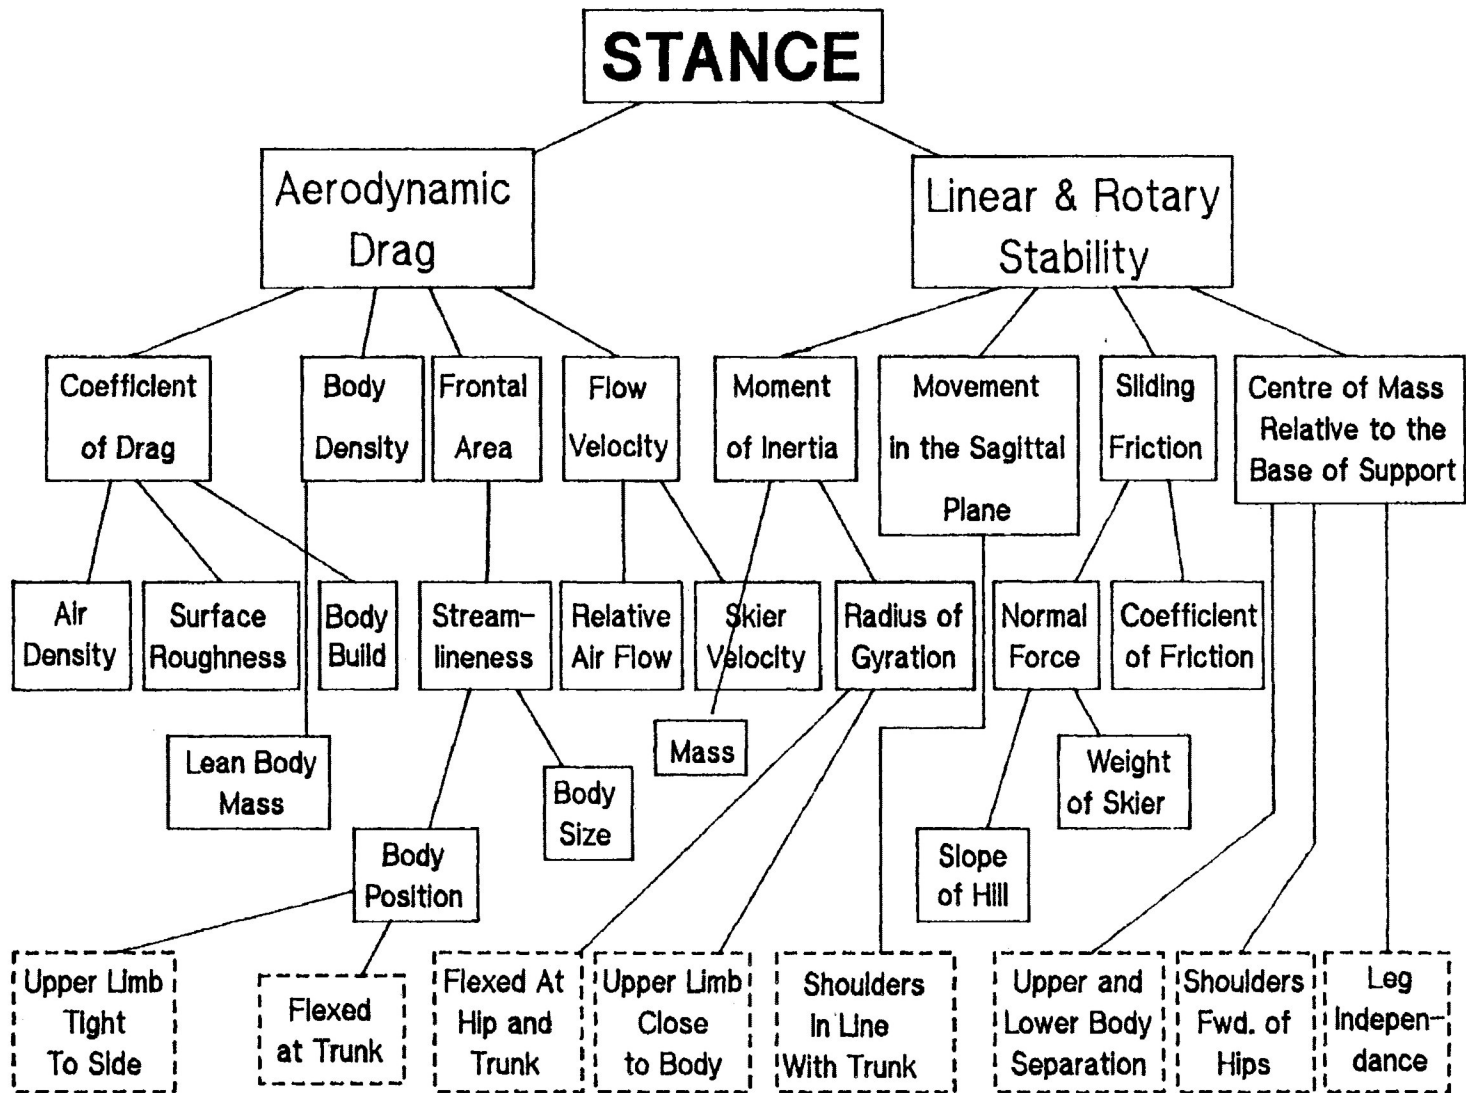 STANCE
Aerodynamic
Drag
Linear & Rotary
Stability
Coefficient
of Drag
Body
Density
Frontal
Area
Flow
Velocity
Moment
of Inertia
Movement
in the Sagittal
Plane
Sliding
Friction
Centre of Mass
Relative to the
Base of Support
Air
Density
Surface
Roughness
Body
Build
Stream-
lineness
Relative
Air Flow
Skier
Velocity
Radius of
Gyration
Normal
Force
Coefficient
of Friction
Lean Body
Mass
Body
Size
Mass
Weight
of Skier
Body
Position
Slope
of Hill
Upper Limb
Tight
To Side
Flexed
at Trunk
Flexed At
Hip and
Trunk
Upper Limb
Close
to Body
Shoulders
In Line
With Trunk
Upper and
Lower Body
Separation
Shoulders
Fwd. of
Hips
Leg
Indepen-
dance